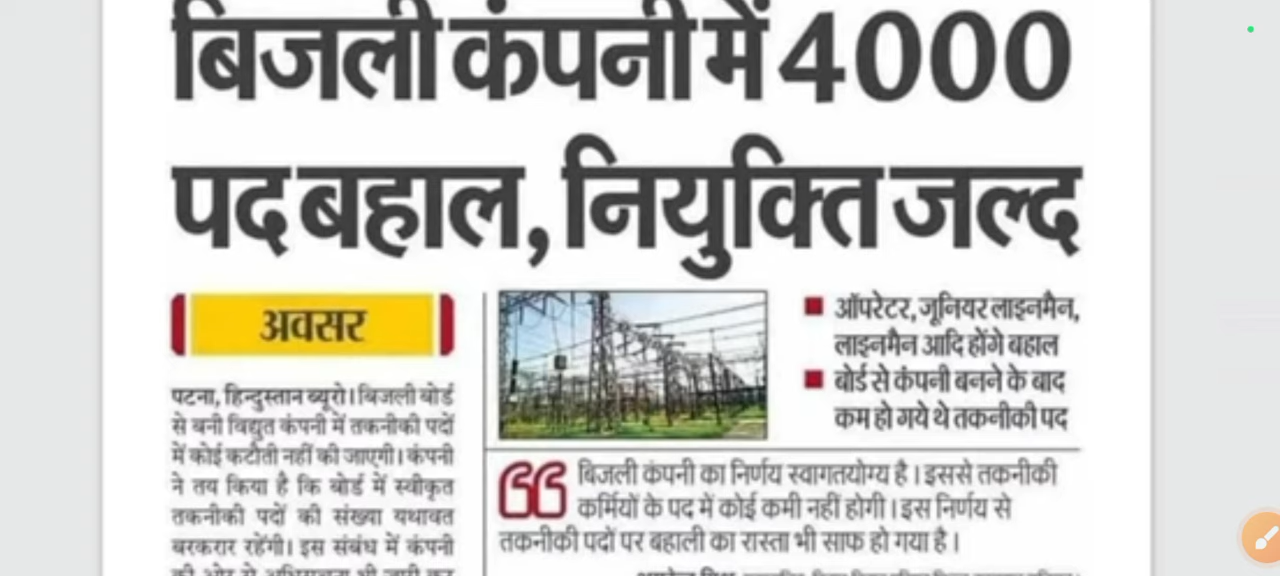 बिजली कंपनी में 4000
पद बहाल, नियुक्ति जल्द
अवसर
पटना, हिन्दुस्तान ब्यूरो। बिजली बोर्ड
से बनी विद्युत कंपनी में तकनीकी पदों
में कोई कटौती नहीं की जाएगी। कंपनी
ने तय किया है कि बोर्ड में स्वीकृत
तकनीकी पदों की संख्या यथावत
बरकरार रहेंगी। इस संबंध में कंपनी
ऑपरेटर, जूनियर लाइनमैन,
लाइनमैन आदि होंगे बहाल
बोर्ड से कंपनी बनने के बाद
कम हो गये थे तकनीकी पद
बिजली कंपनी का निर्णय स्वागतयोग्य है। इससे तकनीकी
कर्मियों के पद में कोई कमी नहीं होगी। इस निर्णय से
तकनीकी पदों पर बहाली का रास्ता भी साफ हो गया है।